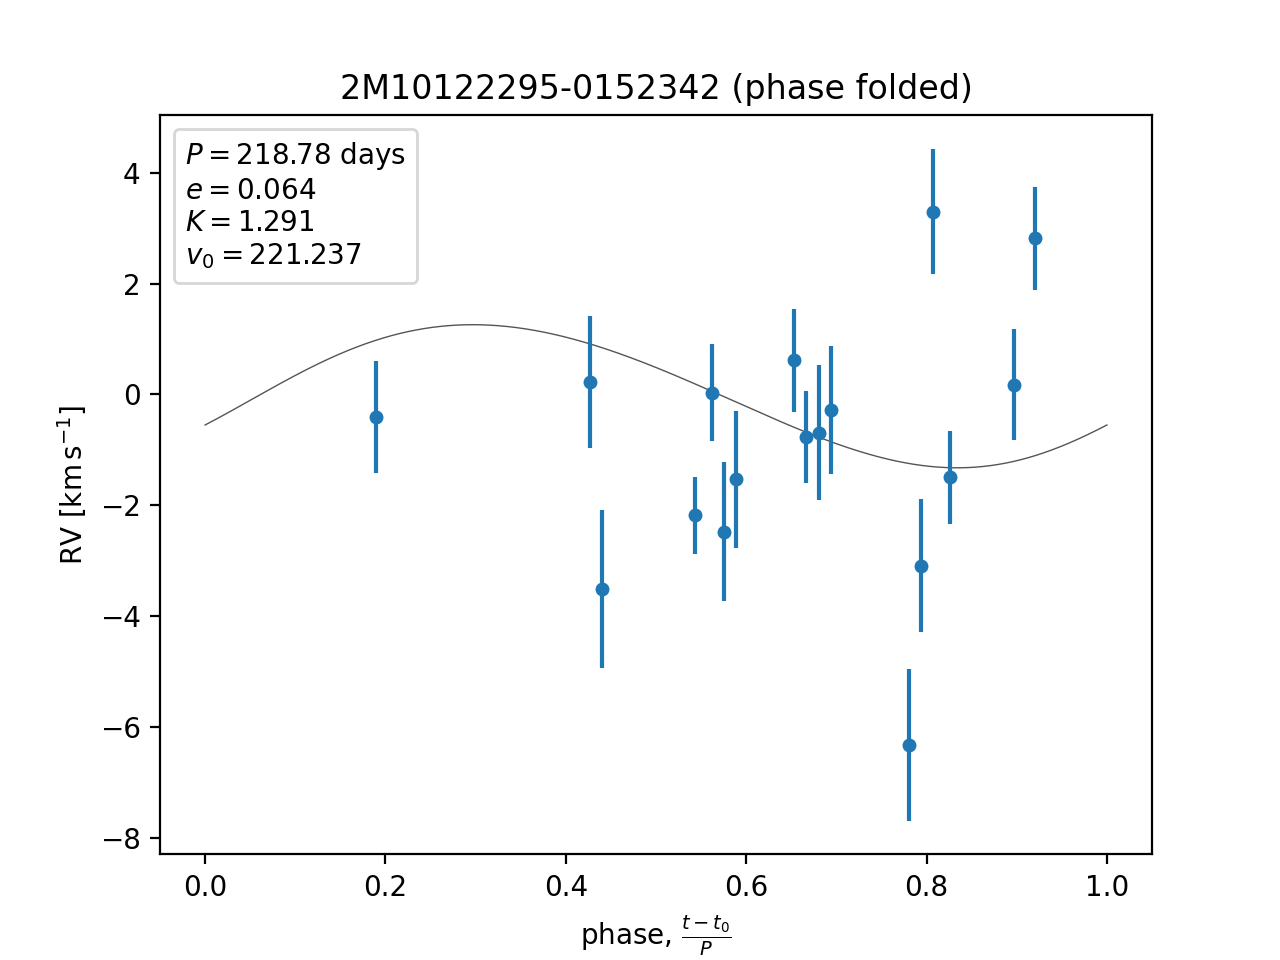 2M10122295-0152342 (phase folded)
P = 218.78 days
e = 0.064
K = 1.291
v₀ = 221.237
4
2
0
−2
−4
−6
−8
RV [km s⁻¹]
0.0 0.2 0.4 0.6 0.8 1.0
phase, (t − t₀)/P